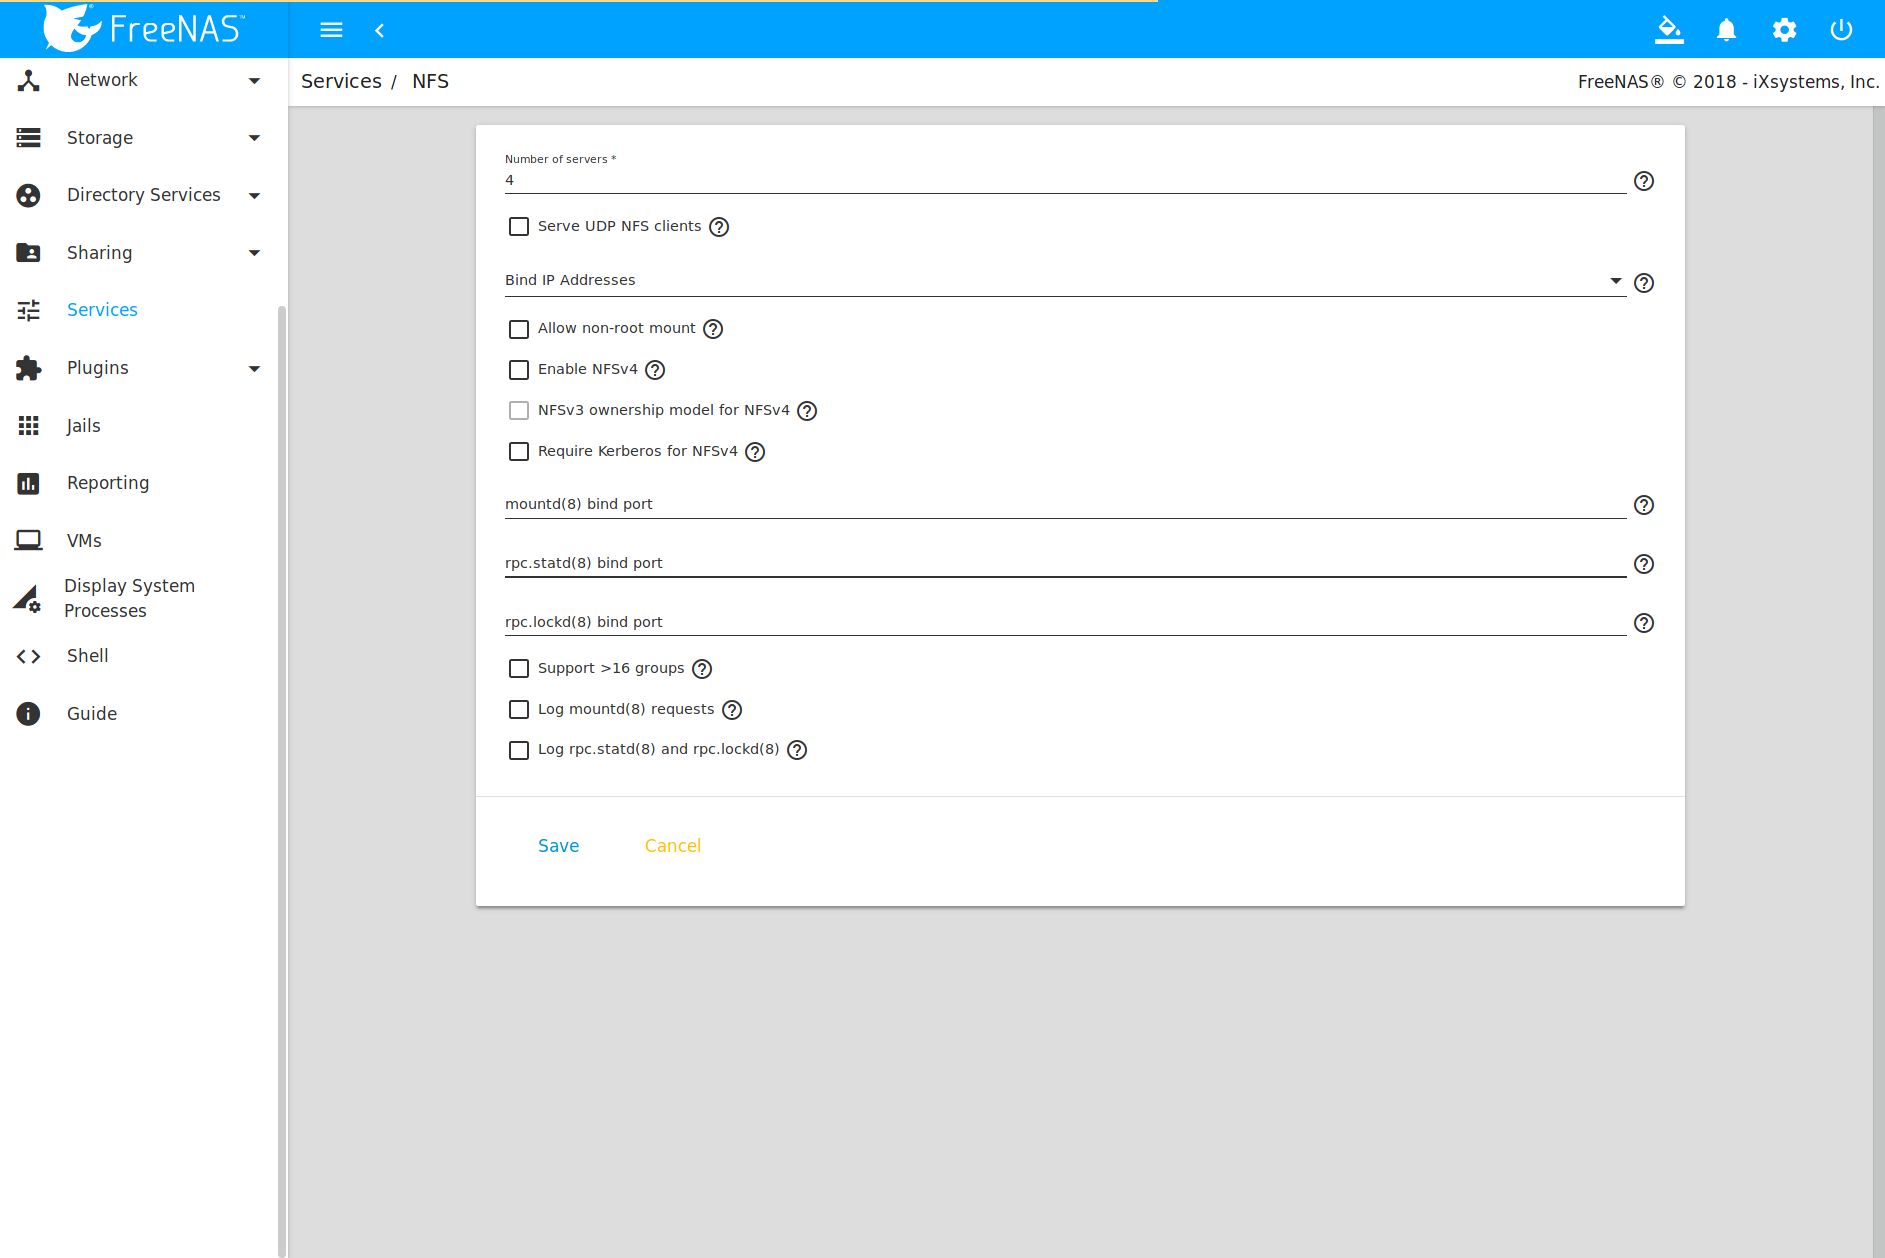 FreeNAS™
Services / NFS
FreeNAS® © 2018 - iXsystems, Inc.
Network
Storage
Directory Services
Sharing
Services
Plugins
Jails
Reporting
VMs
Display System
Processes
Shell
Guide
Number of servers *
4
Serve UDP NFS clients
Bind IP Addresses
Allow non-root mount
Enable NFSv4
NFSv3 ownership model for NFSv4
Require Kerberos for NFSv4
mountd(8) bind port
rpc.statd(8) bind port
rpc.lockd(8) bind port
Support >16 groups
Log mountd(8) requests
Log rpc.statd(8) and rpc.lockd(8)
Save Cancel